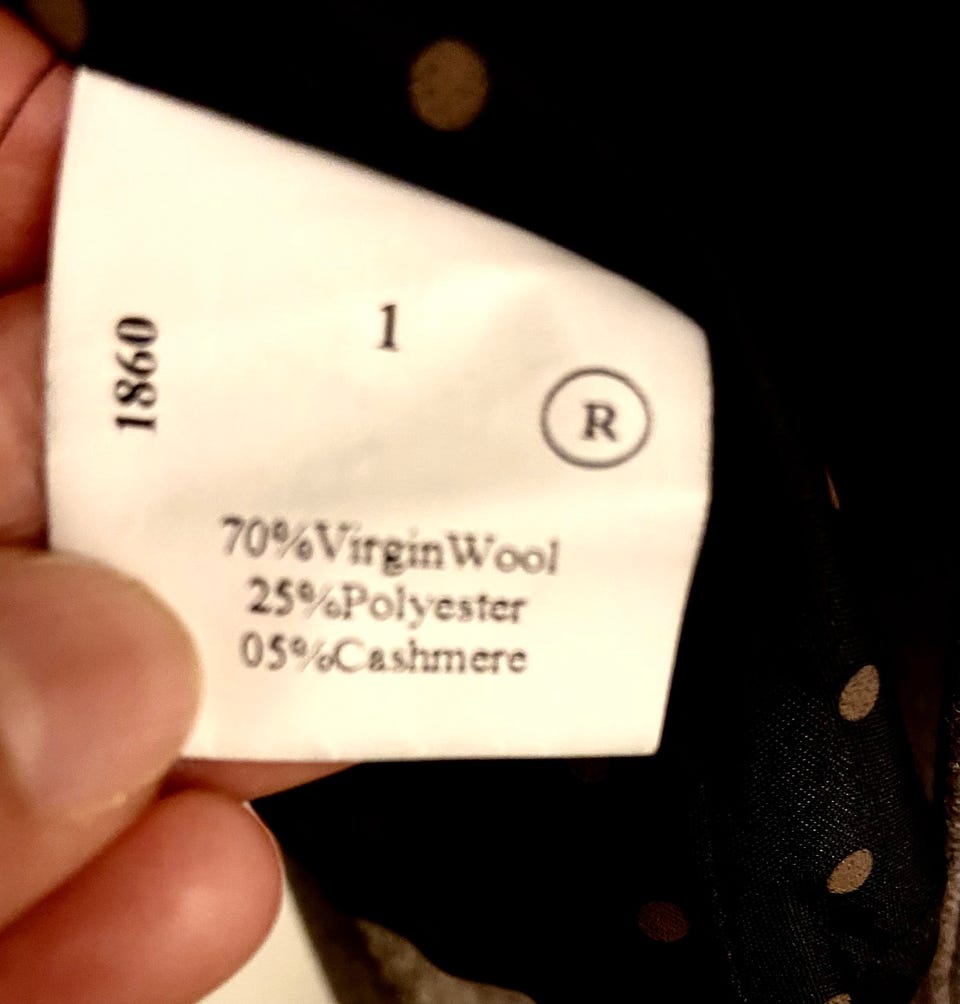 1860
1
R
70%VirginWool
25%Polyester
05%Cashmere